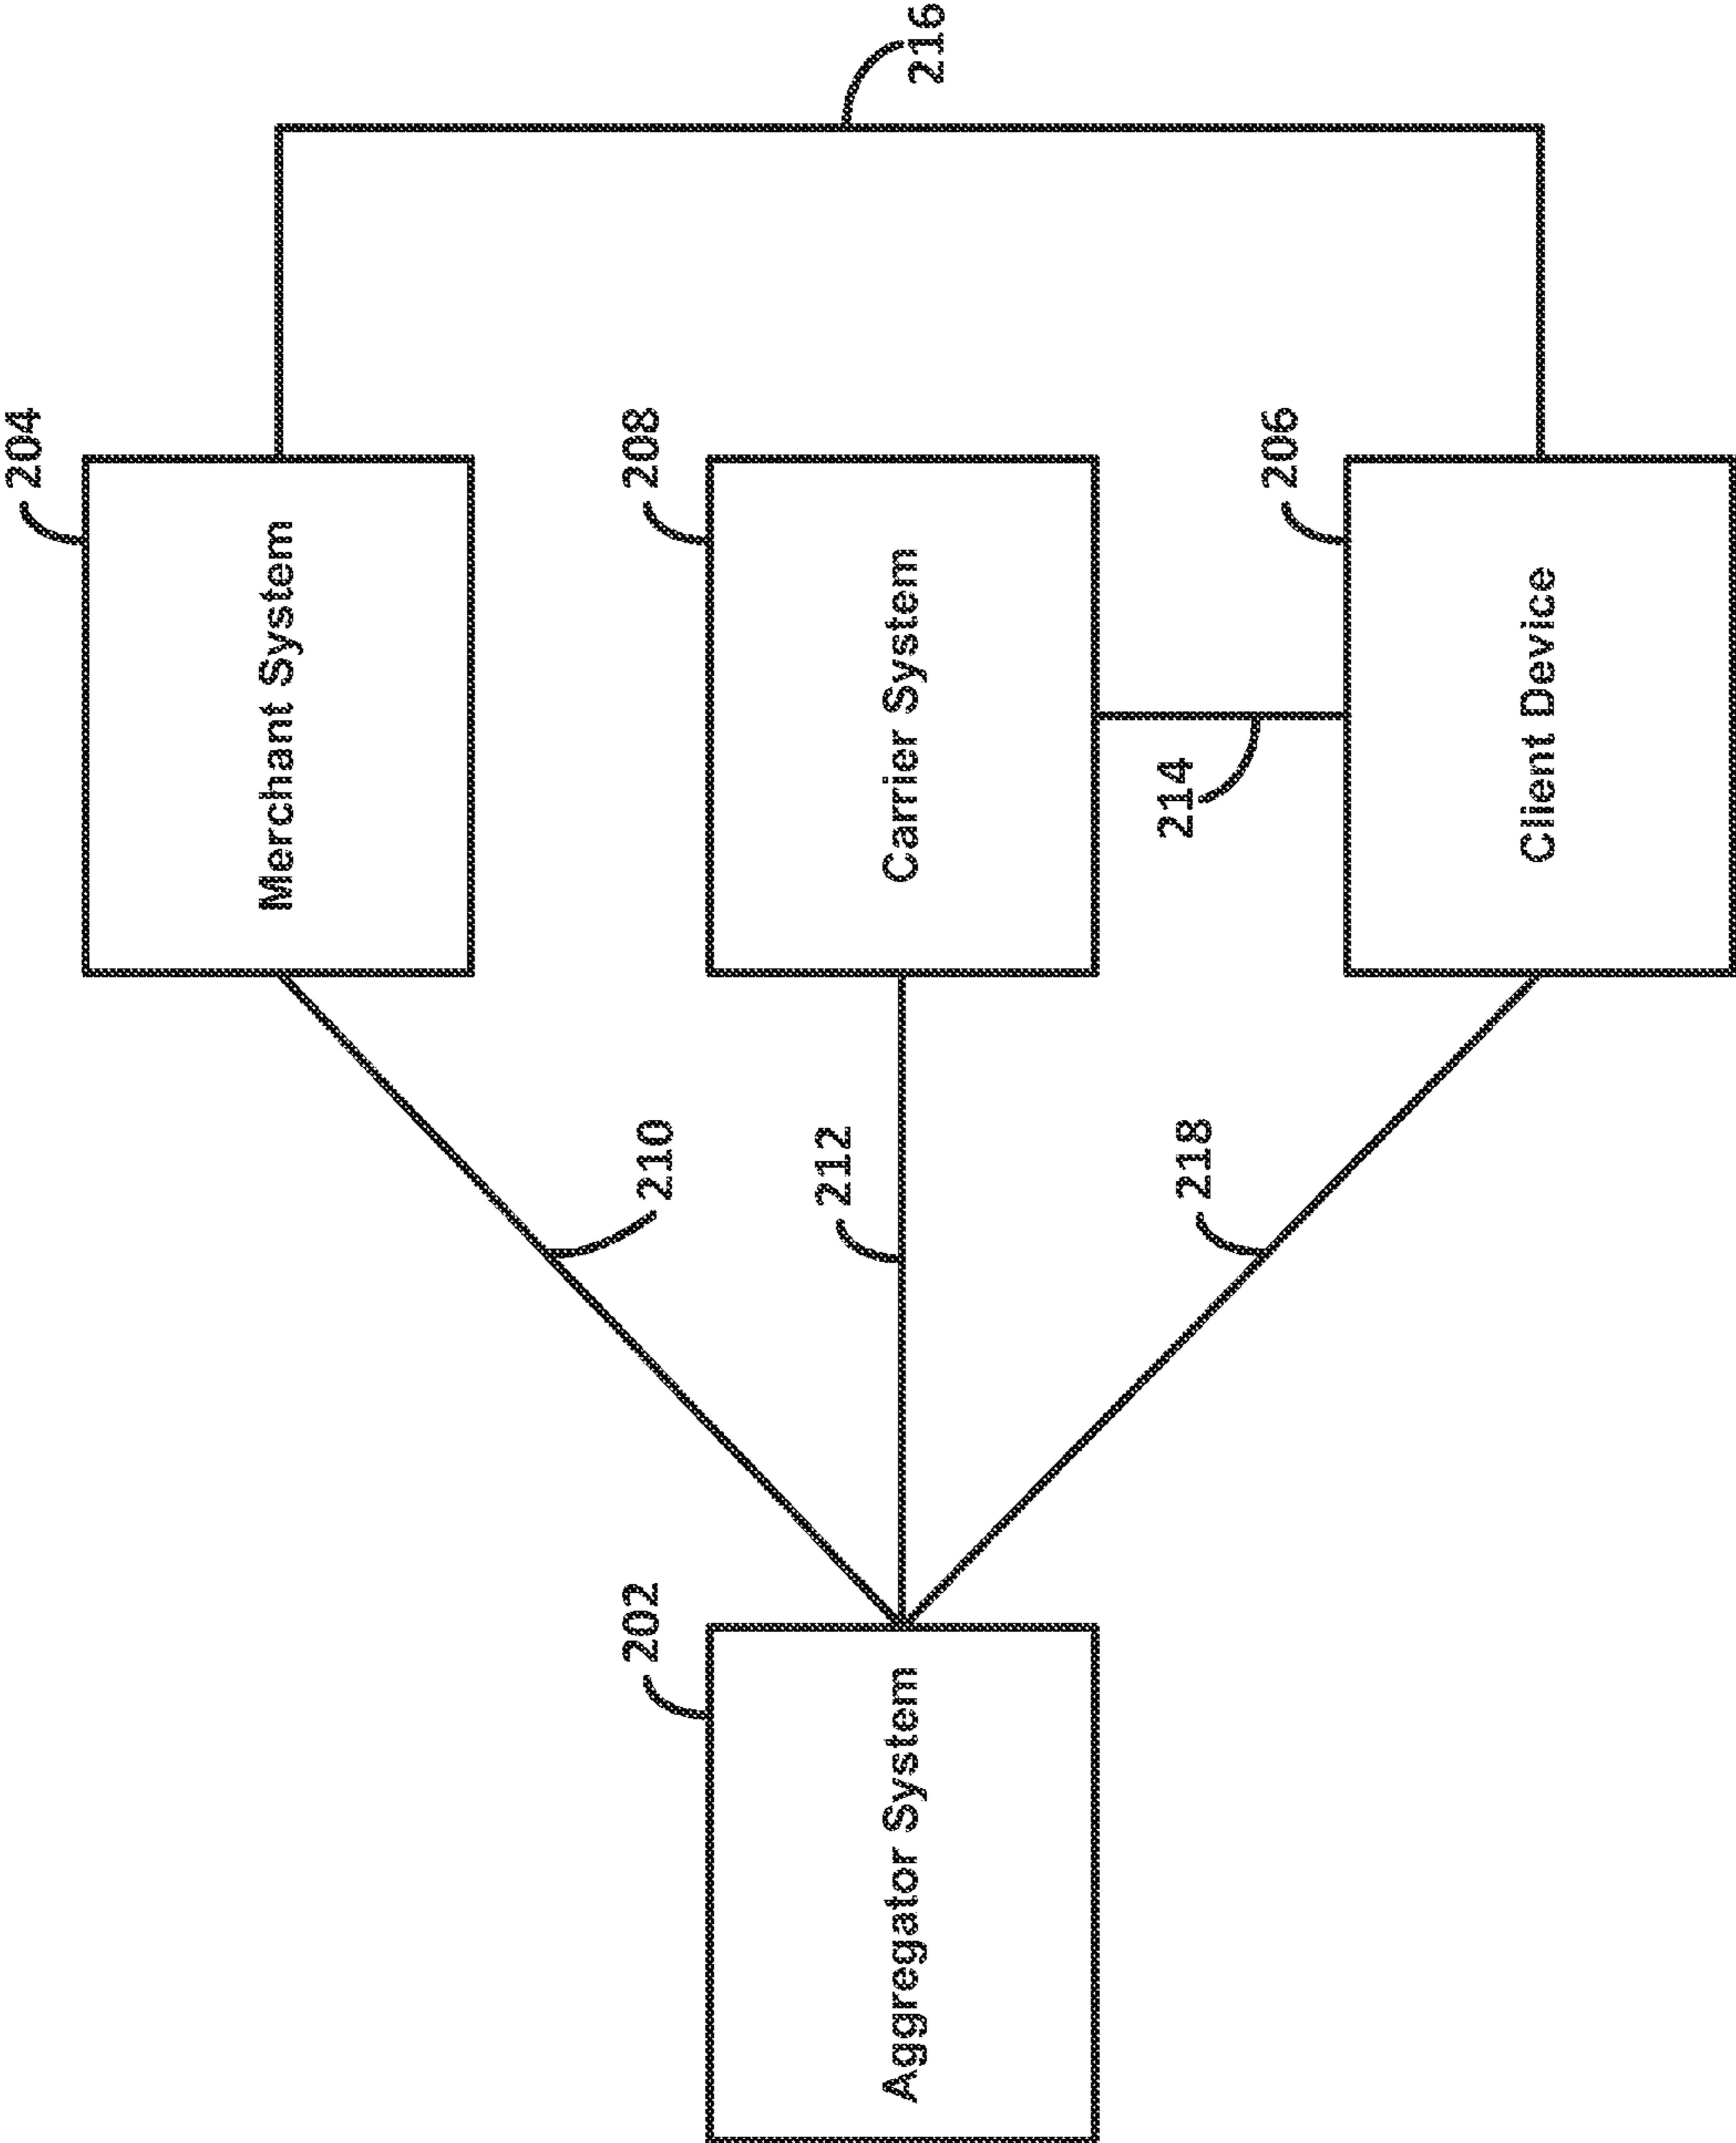 204
Merchant System
202
210
208
212
Aggregator System
Carrier System
216
218
214
206
Client Device